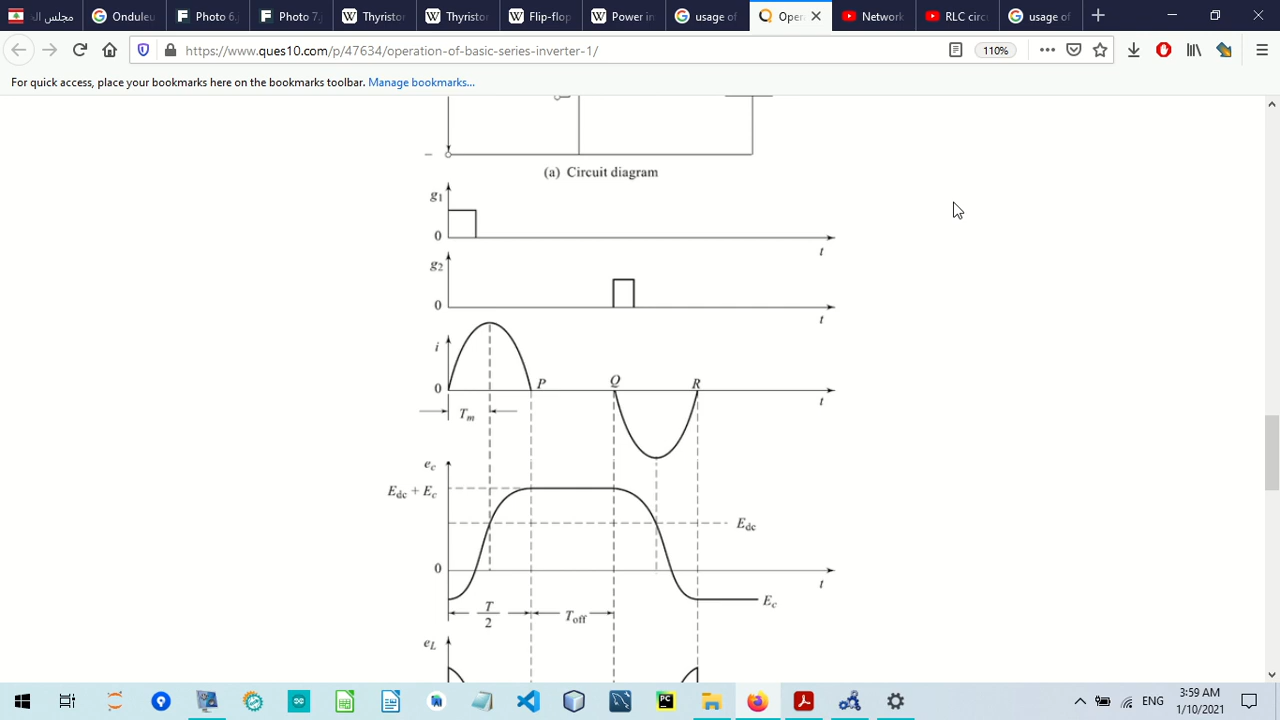 مجلس الد
Onduleu
Photo 6.
Photo 7.
Thyristor
Thyristor
Flip-flop
Power in
usage of
Oper
Network
RLC circ
usage of
https://www.ques10.com/p/47634/operation-of-basic-series-inverter-1/
110%
For quick access, place your bookmarks here on the bookmarks toolbar. Manage bookmarks...
–
(a) Circuit diagram
g1
0
t
g2
0
t
i
0
P
Q
R
t
Tm
ec
Edc + Ec
Edc
0
t
Ec
T
2
Toff
eL
ENG
3:59 AM
1/10/2021